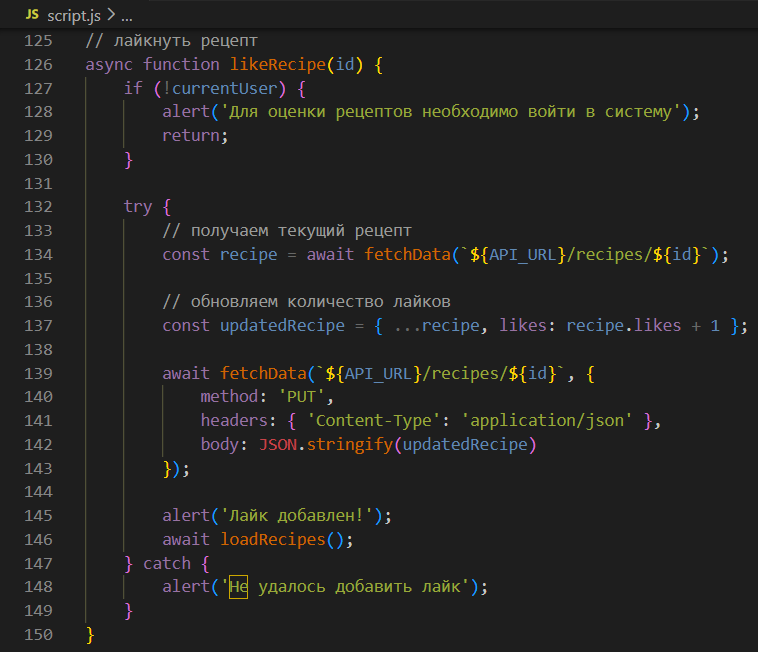 JS script.js > ...
125 // лайкнуть рецепт
126 async function likeRecipe(id) {
127     if (!currentUser) {
128         alert('Для оценки рецептов необходимо войти в систему');
129         return;
130     }
131
132     try {
133         // получаем текущий рецепт
134         const recipe = await fetchData(`${API_URL}/recipes/${id}`);
135
136         // обновляем количество лайков
137         const updatedRecipe = { ...recipe, likes: recipe.likes + 1 };
138
139         await fetchData(`${API_URL}/recipes/${id}`, {
140             method: 'PUT',
141             headers: { 'Content-Type': 'application/json' },
142             body: JSON.stringify(updatedRecipe)
143         });
144
145         alert('Лайк добавлен!');
146         await loadRecipes();
147     } catch {
148         alert('Не удалось добавить лайк');
149     }
150 }